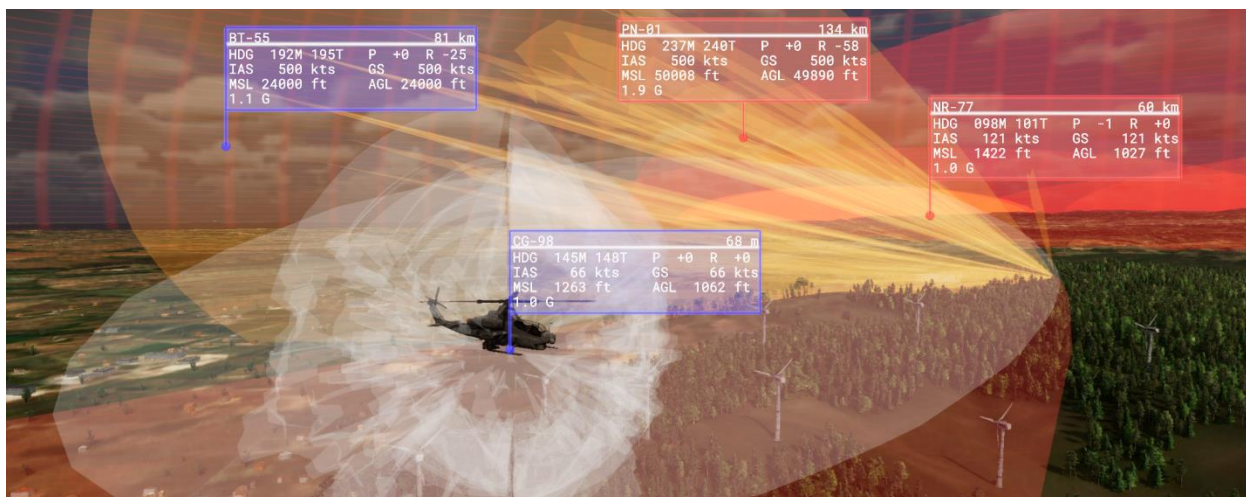 BT-55 81 km
HDG 192M 195T P +0 R -25
IAS 500 kts GS 500 kts
MSL 24000 ft AGL 24000 ft
1.1 G
PN-01 134 km
HDG 237M 240T P +0 R -58
IAS 500 kts GS 500 kts
MSL 50008 ft AGL 49890 ft
1.9 G
NR-77 60 km
HDG 098M 101T P -1 R +0
IAS 121 kts GS 121 kts
MSL 1422 ft AGL 1027 ft
1.0 G
CG-98 68 m
HDG 145M 148T P +0 R +0
IAS 66 kts GS 66 kts
MSL 1263 ft AGL 1062 ft
1.0 G